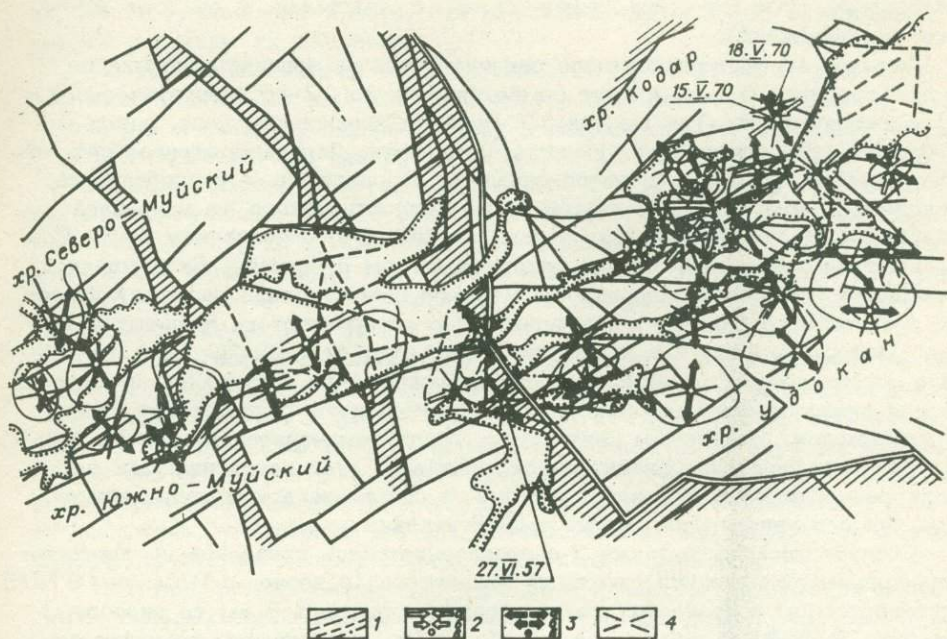 18.V.70
хр. Кодар
15.V.70
хр. Северо-Муйский
хр. Удокан
хр. Южно-Муйский
27.VI.57
1 2 3 4